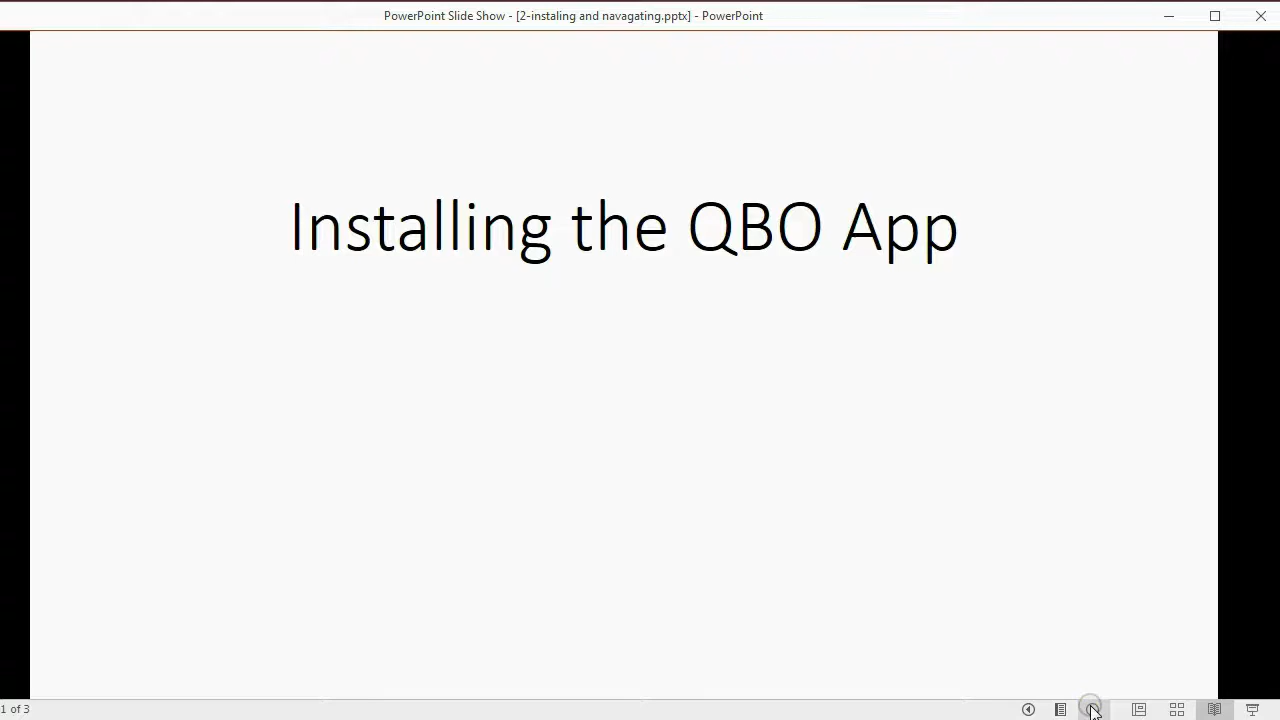 PowerPoint Slide Show - [2-instaling and navagating.pptx] - PowerPoint
Installing the QBO App
1 of 3